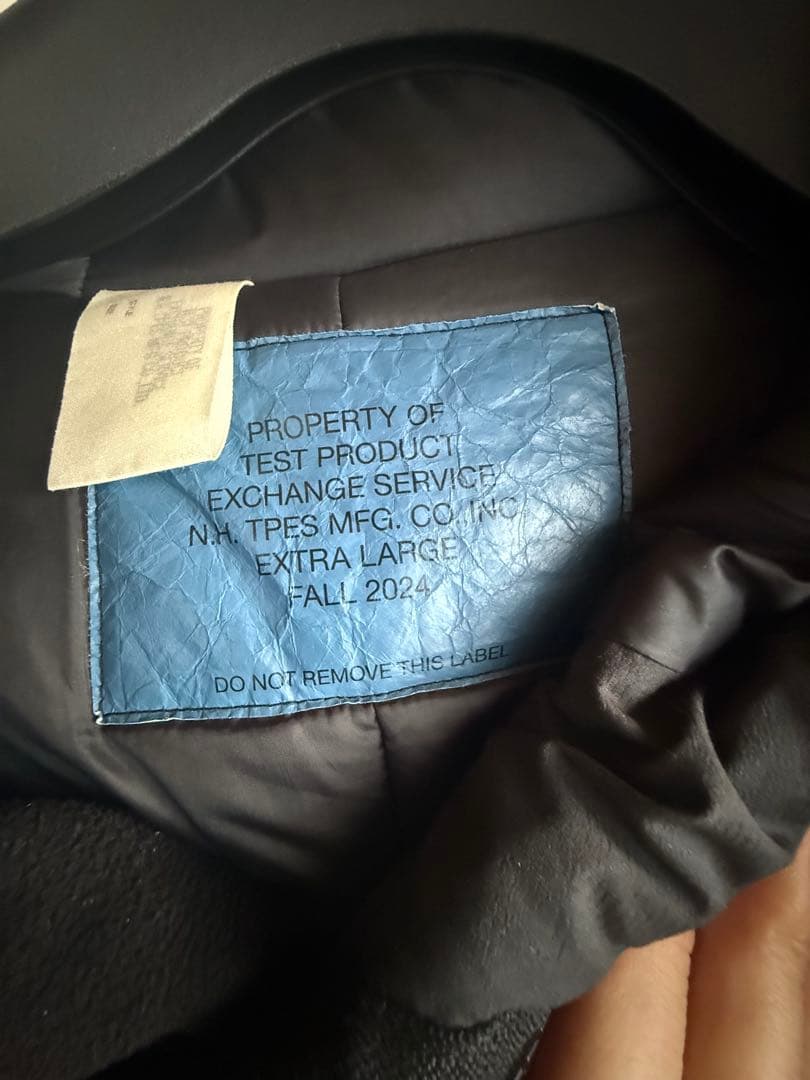 PROPERTY OF
TEST PRODUCT
EXCHANGE SERVICE
N.H. TPES MFG. CO. INC
EXTRA LARGE
FALL 2024
DO NOT REMOVE THIS LABEL